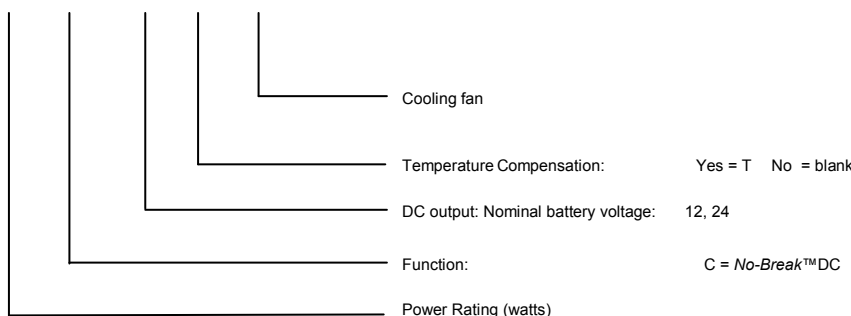 Cooling fan
Temperature Compensation: Yes = T No = blank
DC output: Nominal battery voltage: 12, 24
Function: C = No-Break™DC
Power Rating (watts)